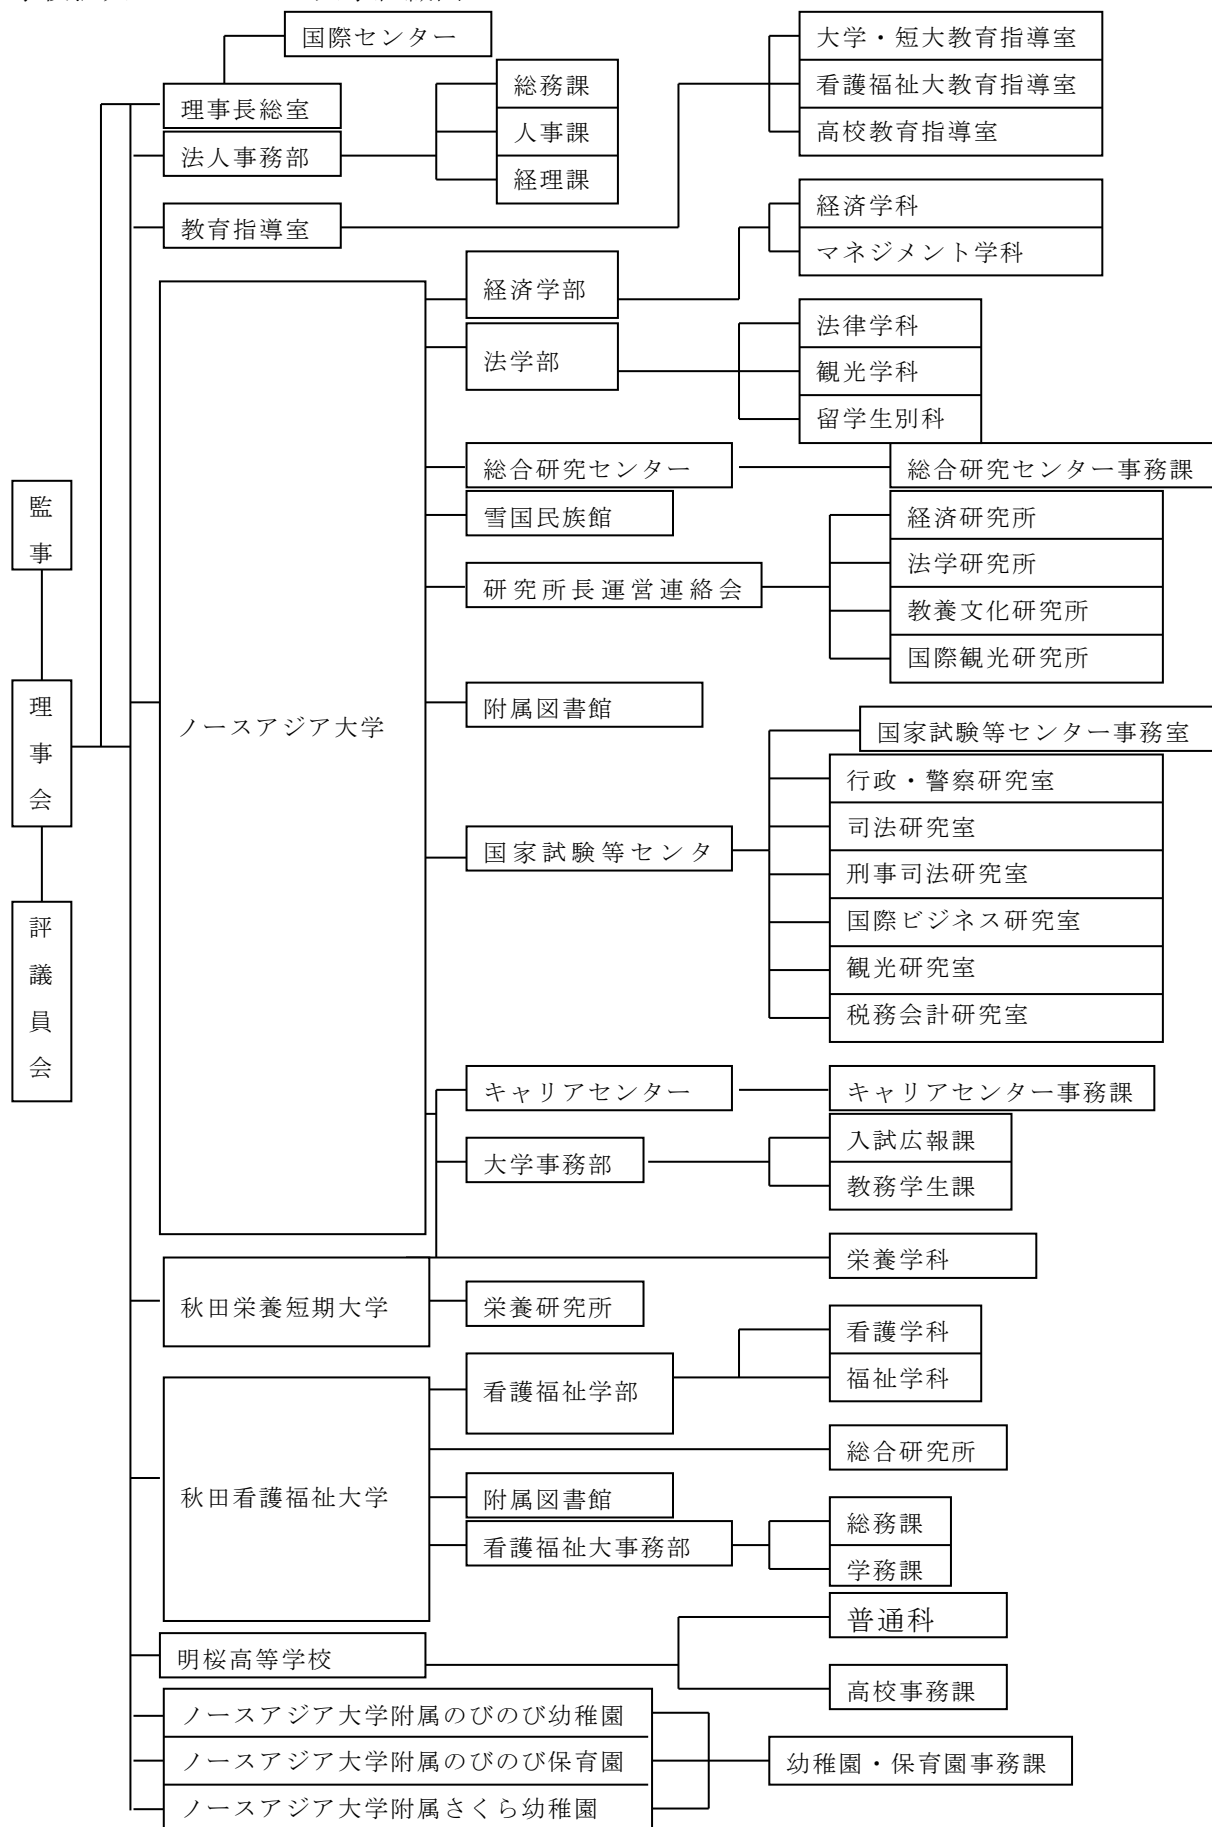 国際センター
大学・短大教育指導室
総務課
看護福祉大教育指導室
理事長総室
人事課
高校教育指導室
法人事務部
経理課
経済学科
教育指導室
マネジメント学科
経済学部
法律学科
法学部
観光学科
留学生別科
総合研究センター
総合研究センター事務課
監事
雪国民族館
経済研究所
法学研究所
研究所長運営連絡会
教養文化研究所
国際観光研究所
理事会
ノースアジア大学
附属図書館
国家試験等センター事務室
行政・警察研究室
司法研究室
国家試験等センタ
刑事司法研究室
国際ビジネス研究室
評議員会
観光研究室
税務会計研究室
キャリアセンター
キャリアセンター事務課
入試広報課
大学事務部
教務学生課
栄養学科
秋田栄養短期大学
栄養研究所
看護学科
看護福祉学部
福祉学科
総合研究所
秋田看護福祉大学
附属図書館
総務課
看護福祉大事務部
学務課
普通科
明桜高等学校
高校事務課
ノースアジア大学附属のびのび幼稚園
ノースアジア大学附属のびのび保育園
幼稚園・保育園事務課
ノースアジア大学附属さくら幼稚園